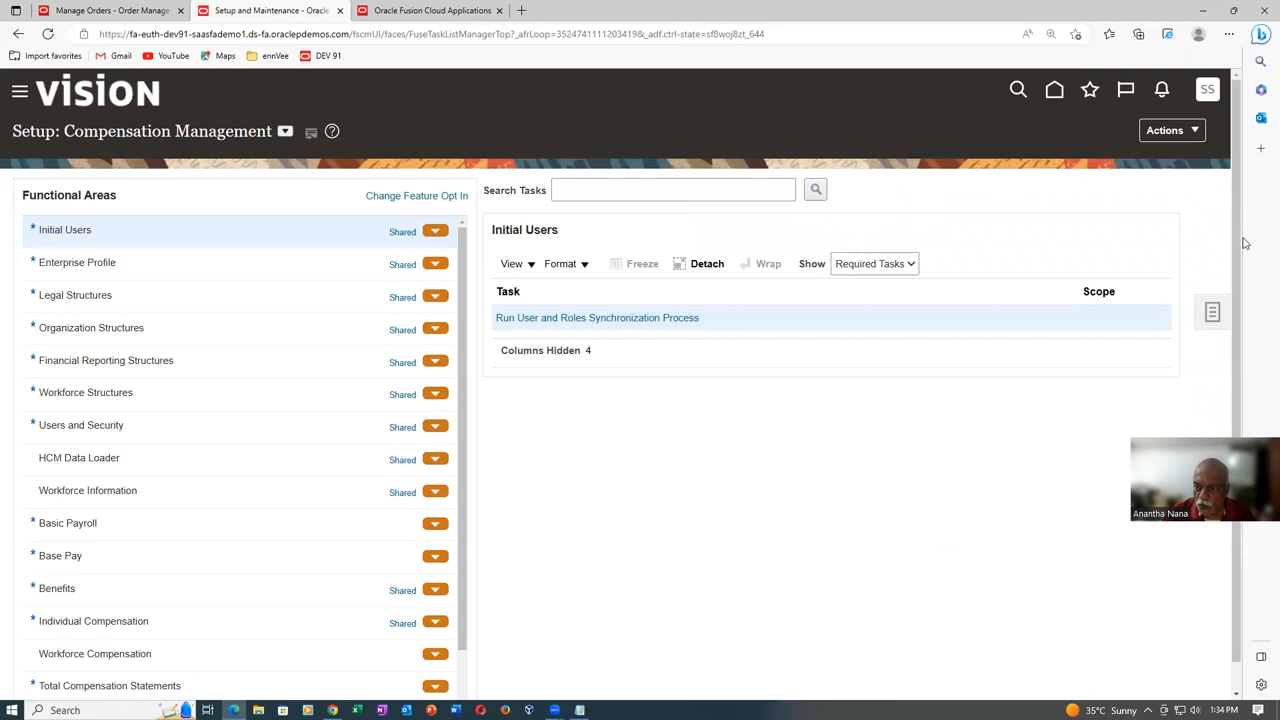 Manage Orders - Order Manage
Setup and Maintenance - Oracle
Oracle Fusion Cloud Applications
https://fa-euth-dev91-saasfademo1.ds-fa.oraclepdemos.com/fscmUI/faces/FuseTaskListManagerTop?_afrLoop=3524741111203419&_adf.ctrl-state=sf8woj8zt_644
Import favorites
Gmail
YouTube
Maps
ennVee
DEV 91
VISION
SS
Setup: Compensation Management
Actions
Functional Areas
Change Feature Opt In
Search Tasks
* Initial Users Shared
* Enterprise Profile Shared
* Legal Structures Shared
* Organization Structures Shared
* Financial Reporting Structures Shared
* Workforce Structures Shared
* Users and Security Shared
HCM Data Loader Shared
Workforce Information Shared
* Basic Payroll
* Base Pay
* Benefits Shared
* Individual Compensation Shared
Workforce Compensation
* Total Compensation Statements
Initial Users
View Format Freeze Detach Wrap Show Required Tasks
Task Scope
Run User and Roles Synchronization Process
Columns Hidden 4
Anantha Nana
Search
35°C Sunny
1:34 PM